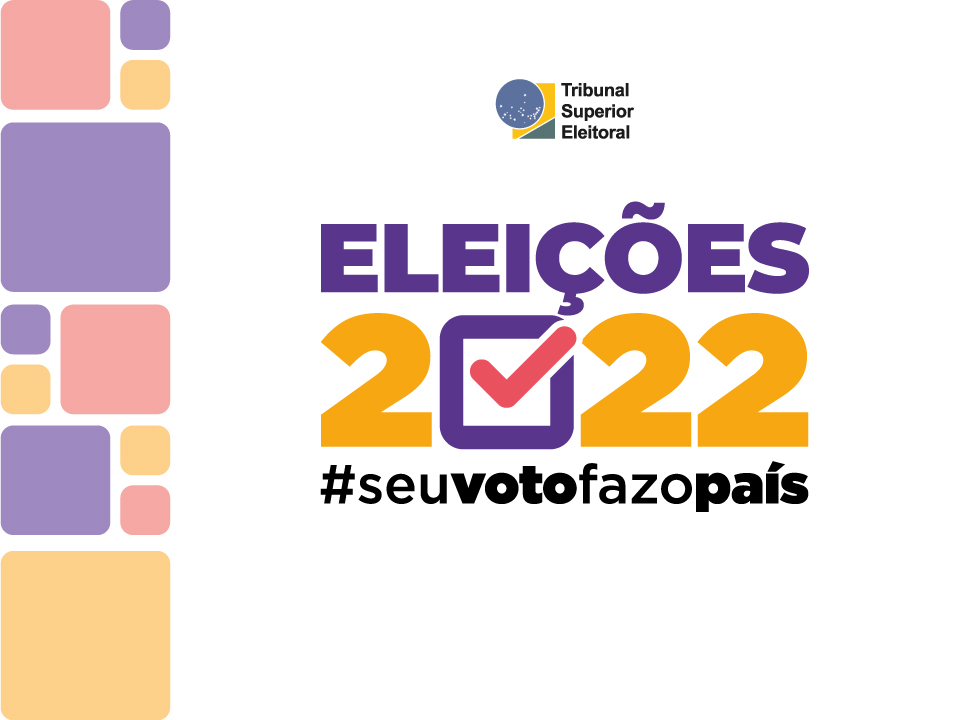 Tribunal
Superior
Eleitoral
ELEIÇÕES
2022
#seuvotofazopaís